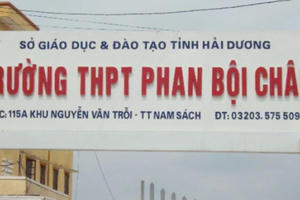 SỞ GIÁO DỤC & ĐÀO TẠO TỈNH HẢI DƯƠNG
RƯỜNG THPT PHAN BỘI CHÂ
C: 115A KHU NGUYỄN VĂN TRỖI - TT NAM SÁCH ĐT: 03203. 575 509